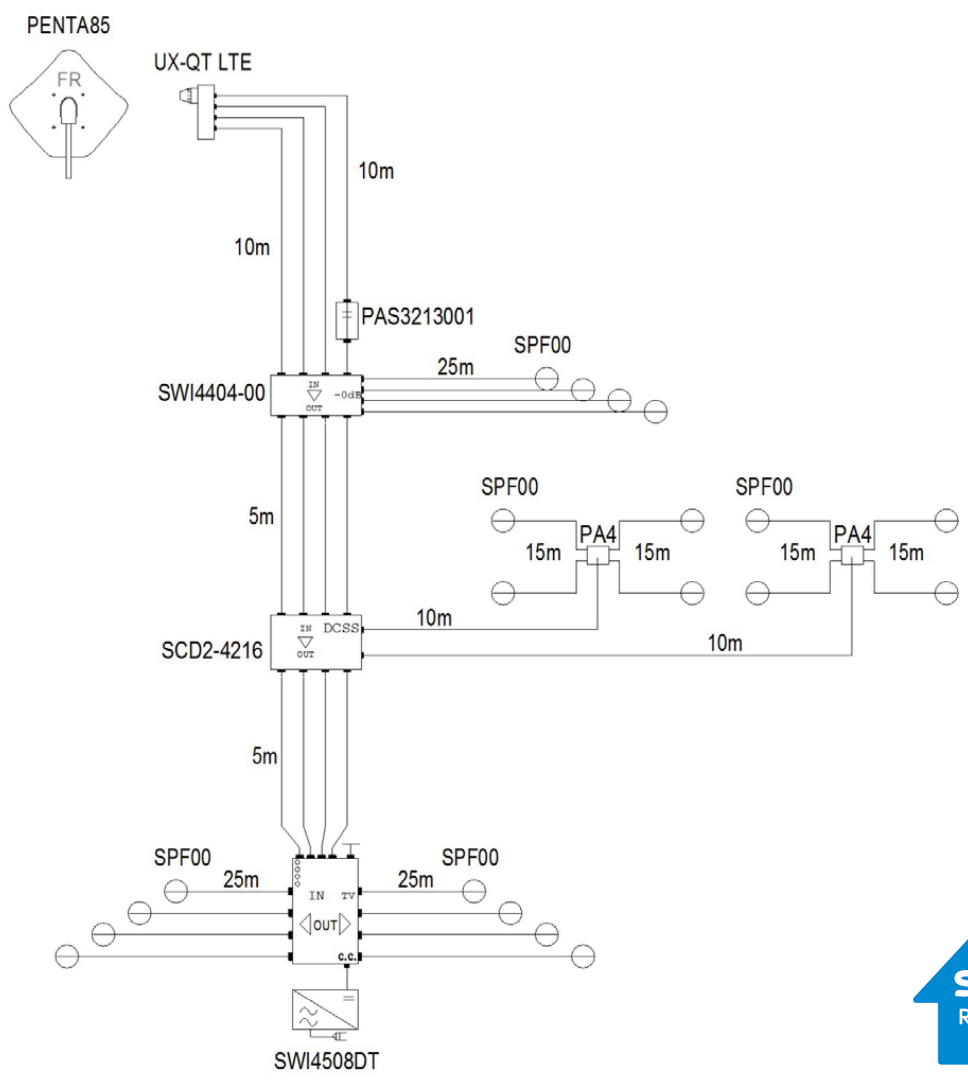 PENTA85
FR
UX-QT LTE
10m
10m
PAS3213001
SPF00
25m
SWI4404-00
IN
-0dB
OUT
SPF00
SPF00
5m
PA4
PA4
15m
15m
15m
15m
IN
DCSS
10m
SCD2-4216
OUT
10m
5m
SPF00
SPF00
25m
25m
IN
TV
OUT
c.c.
SWI4508DT